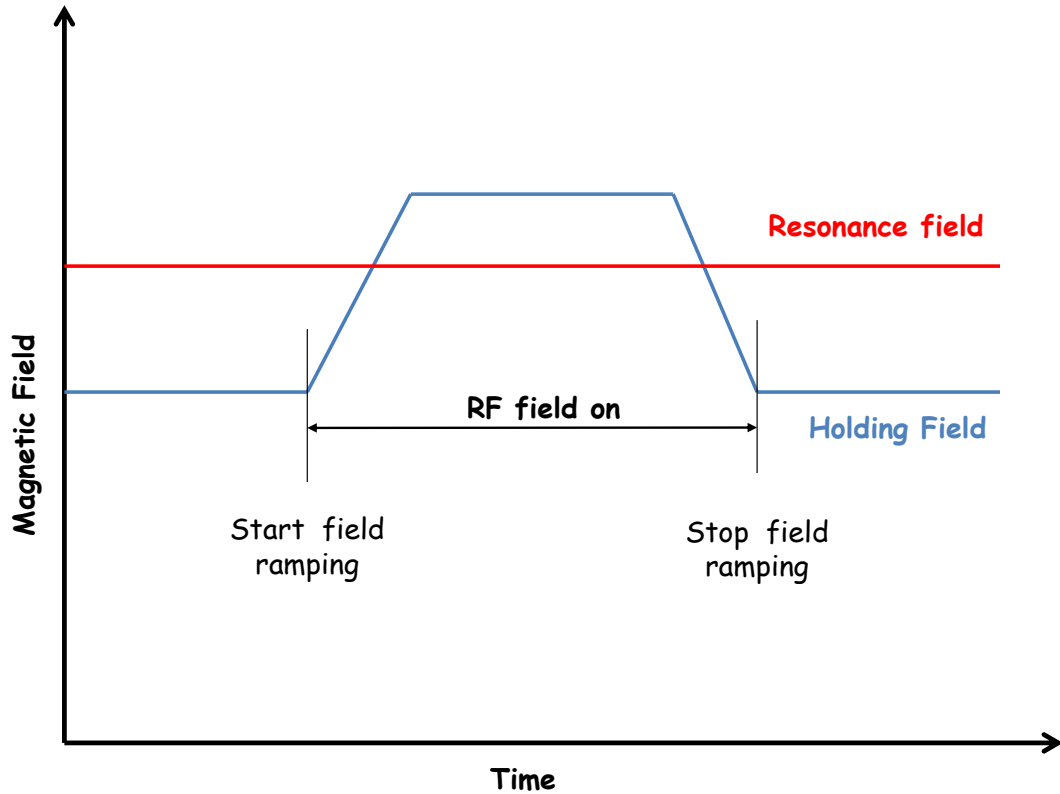 Resonance field
Magnetic Field
RF field on
Holding Field
Start field
ramping
Stop field
ramping
Time